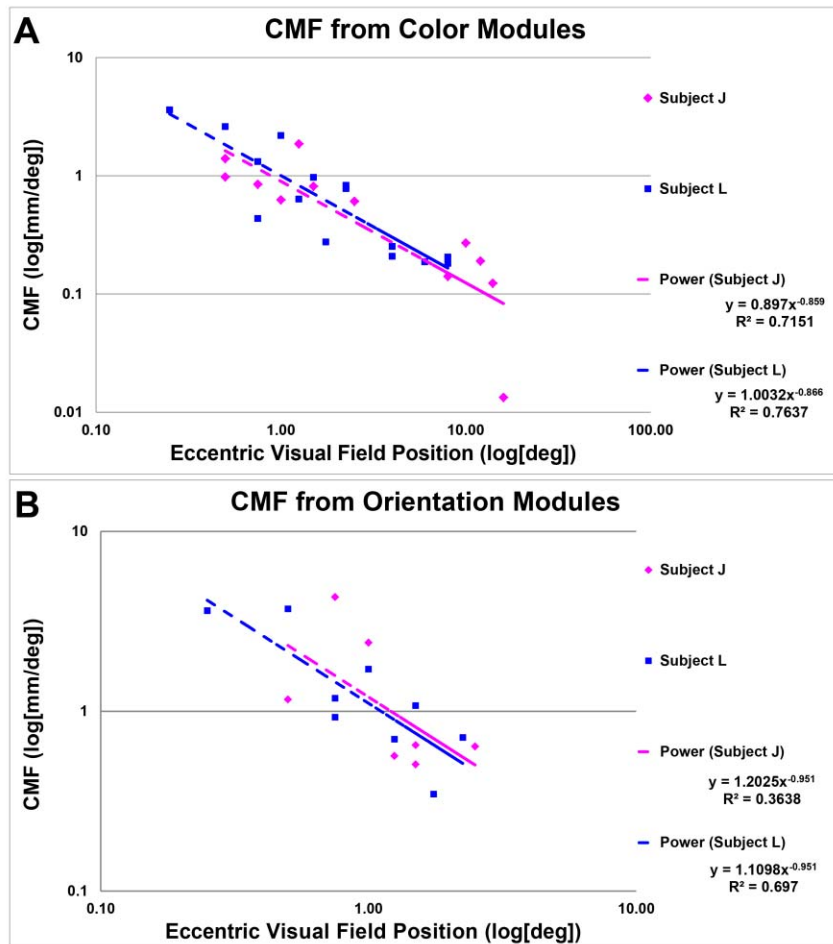 A
CMF from Color Modules
CMF (log[mm/deg])
10
1
0.1
0.01
0.10
1.00
10.00
100.00
Eccentric Visual Field Position (log[deg])
Subject J
Subject L
Power (Subject J)
y = 0.897x^-0.859
R² = 0.7151
Power (Subject L)
y = 1.0032x^-0.866
R² = 0.7637
B
CMF from Orientation Modules
CMF (log[mm/deg])
10
1
0.1
0.10
1.00
10.00
Eccentric Visual Field Position (log[deg])
Subject J
Subject L
Power (Subject J)
y = 1.2025x^-0.951
R² = 0.3638
Power (Subject L)
y = 1.1098x^-0.951
R² = 0.697